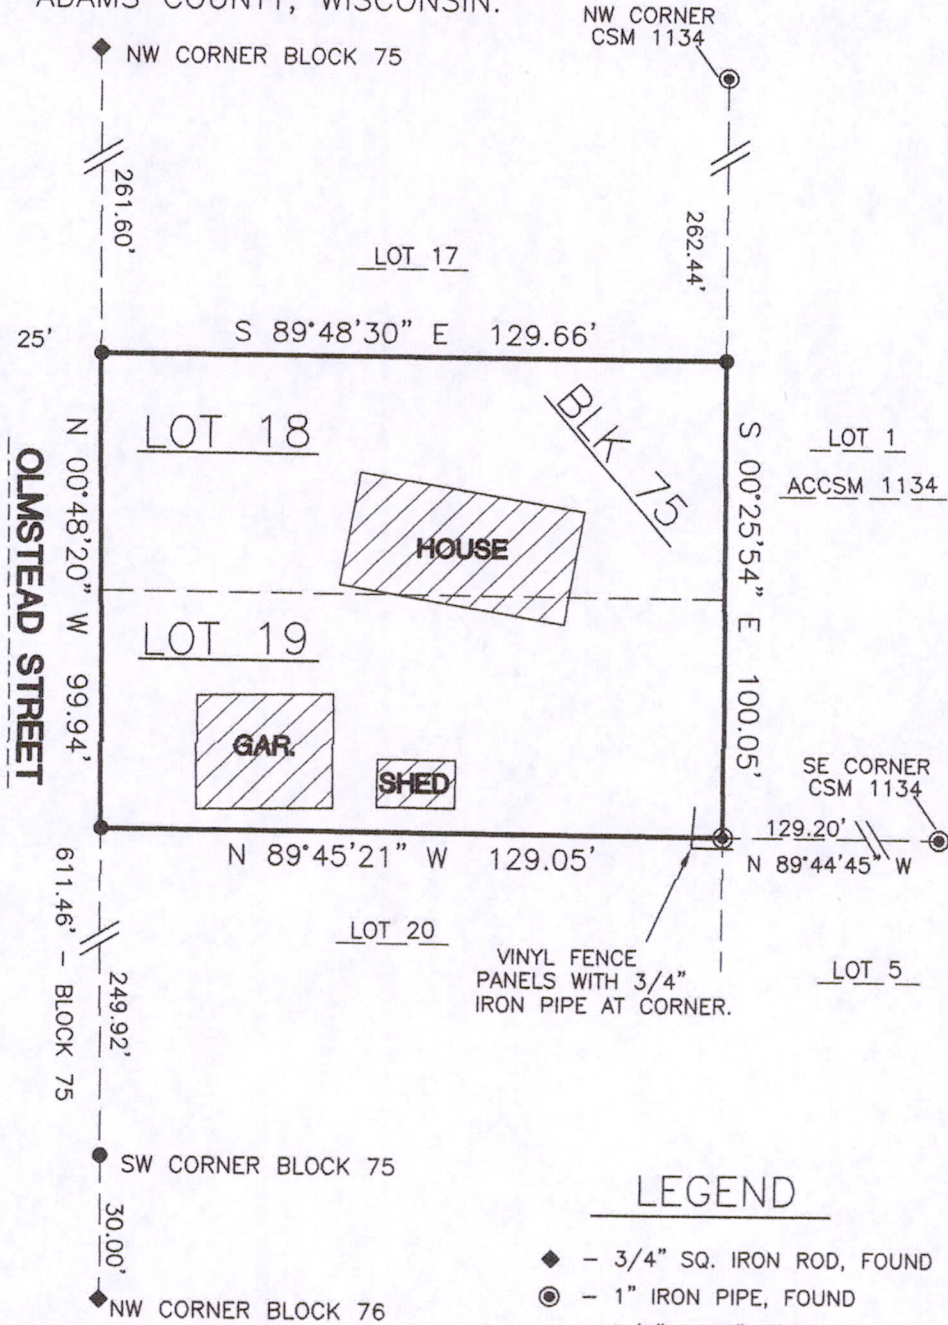 ADAMS COUNTY, WISCONSIN.
NW CORNER
CSM 1134
NW CORNER BLOCK 75
261.60'
262.44'
LOT 17
25'
S 89°48'30" E 129.66'
LOT 18
BLK 75
N 00°48'20" W 99.94'
OLMSTEAD STREET
S 00°25'54" E 100.05'
LOT 1
ACCSM 1134
HOUSE
LOT 19
GAR.
SHED
SE CORNER
CSM 1134
129.20'
N 89°44'45" W
N 89°45'21" W 129.05'
LOT 20
VINYL FENCE
PANELS WITH 3/4"
IRON PIPE AT CORNER.
LOT 5
611.46' - BLOCK 75
249.92'
SW CORNER BLOCK 75
30.00'
NW CORNER BLOCK 76
LEGEND
- 3/4" SQ. IRON ROD, FOUND
- 1" IRON PIPE, FOUND